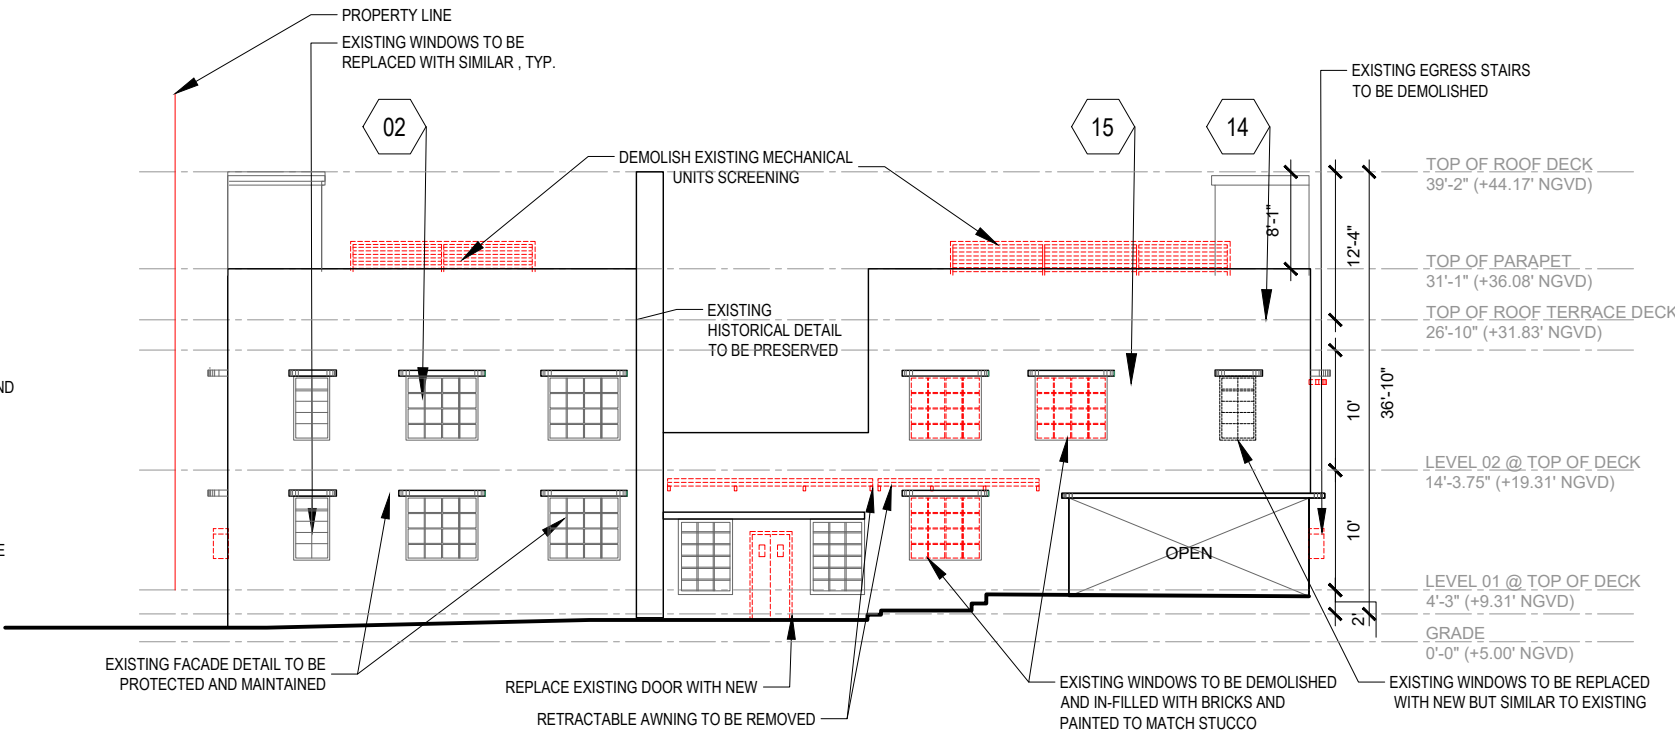 PROPERTY LINE
EXISTING WINDOWS TO BE
REPLACED WITH SIMILAR , TYP.
EXISTING EGRESS STAIRS
TO BE DEMOLISHED
02
15
14
DEMOLISH EXISTING MECHANICAL
UNITS SCREENING
TOP OF ROOF DECK
39'-2" (+44.17' NGVD)
8'-1"
12'-4"
TOP OF PARAPET
31'-1" (+36.08' NGVD)
EXISTING
HISTORICAL DETAIL
TO BE PRESERVED
TOP OF ROOF TERRACE DECK
26'-10" (+31.83' NGVD)
ND
10'
36'-10"
LEVEL 02 @ TOP OF DECK
14'-3.75" (+19.31' NGVD)
E
OPEN
10'
LEVEL 01 @ TOP OF DECK
4'-3" (+9.31' NGVD)
2'
GRADE
0'-0" (+5.00' NGVD)
EXISTING FACADE DETAIL TO BE
PROTECTED AND MAINTAINED
REPLACE EXISTING DOOR WITH NEW
RETRACTABLE AWNING TO BE REMOVED
EXISTING WINDOWS TO BE DEMOLISHED
AND IN-FILLED WITH BRICKS AND
PAINTED TO MATCH STUCCO
EXISTING WINDOWS TO BE REPLACED
WITH NEW BUT SIMILAR TO EXISTING